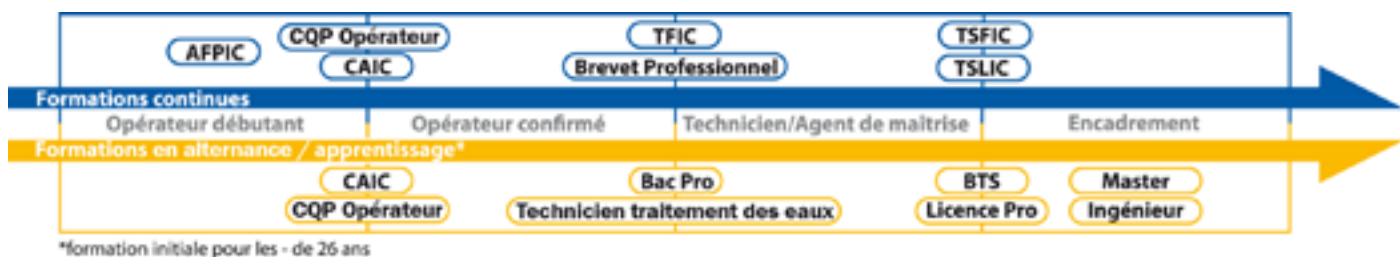 CQP Opérateur TFIC TSFIC
AFPIC
CAIC Brevet Professionnel TSLIC
Formations continues
Opérateur débutant Opérateur confirmé Technicien/Agent de maîtrise Encadrement
Formations en alternance / apprentissage*
CAIC Bac Pro BTS Master
CQP Opérateur Technicien traitement des eaux Licence Pro Ingénieur
*formation initiale pour les - de 26 ans